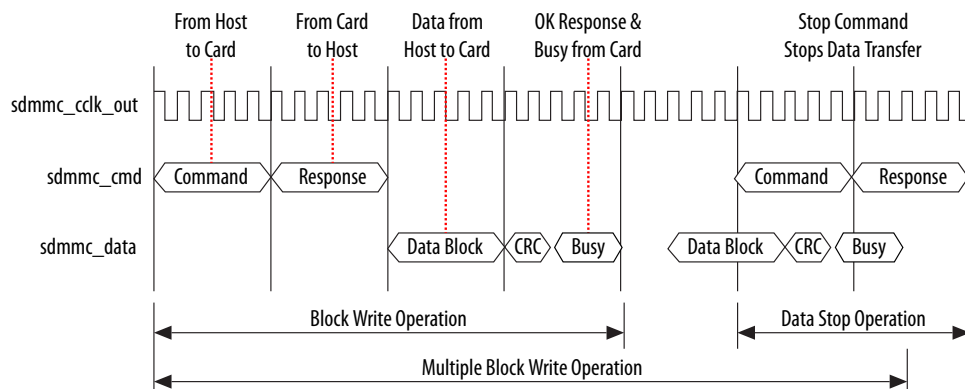 From Host
to Card
From Card
to Host
Data from
Host to Card
OK Response &
Busy from Card
Stop Command
Stops Data Transfer
sdmmc_cclk_out
sdmmc_cmd
Command
Response
Command
Response
sdmmc_data
Data Block
CRC
Busy
Data Block
CRC
Busy
Block Write Operation
Data Stop Operation
Multiple Block Write Operation